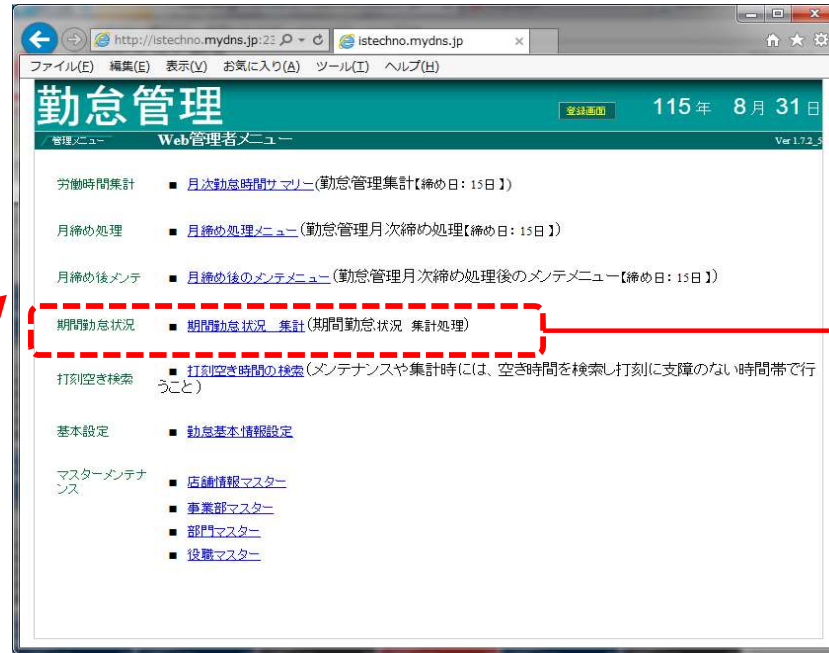 http://istechno.mydns.jp:23
istechno.mydns.jp
ファイル(F) 編集(E) 表示(V) お気に入り(A) ツール(T) ヘルプ(H)
勤怠管理
登録画面
115年 8月 31日
管理メニュー Web管理者メニュー Ver 1.7.2_5
労働時間集計 ■ 月次勤怠時間サマリー(勤怠管理集計【締め日: 15日】)
月締め処理 ■ 月締め処理メニュー(勤怠管理月次締め処理【締め日: 15日】)
月締め後メンテ ■ 月締め後のメンテメニュー(勤怠管理月次締め処理後のメンテメニュー【締め日: 15日】)
期間勤怠状況 ■ 期間勤怠状況 集計(期間勤怠状況 集計処理)
打刻空き検索 ■ 打刻空き時間の検索(メンテナンスや集計時には、空き時間を検索し打刻に支障のない時間帯で行
うこと)
基本設定 ■ 勤怠基本情報設定
マスターメンテナ
ンス
■ 店舗情報マスター
■ 事業部マスター
■ 部門マスター
■ 役職マスター